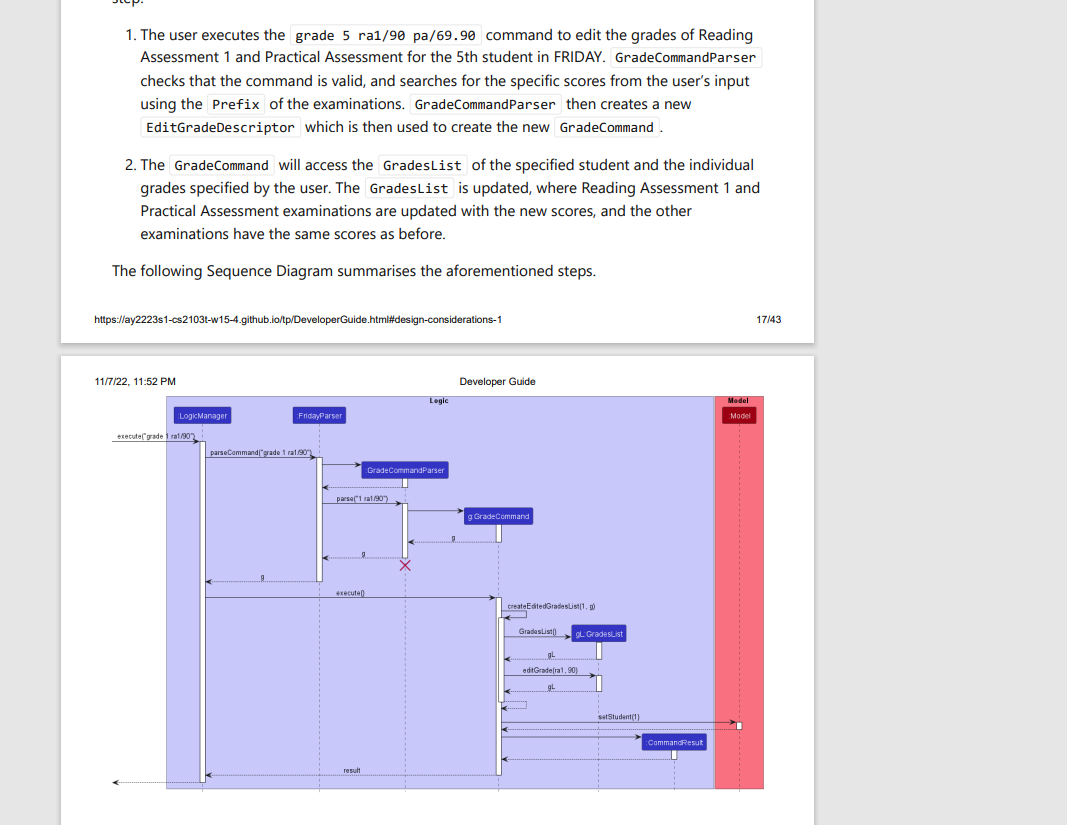 step.
1. The user executes the grade 5 ra1/90 pa/69.90 command to edit the grades of Reading
Assessment 1 and Practical Assessment for the 5th student in FRIDAY. GradeCommandParser
checks that the command is valid, and searches for the specific scores from the user's input
using the Prefix of the examinations. GradeCommandParser then creates a new
EditGradeDescriptor which is then used to create the new GradeCommand .
2. The GradeCommand will access the GradesList of the specified student and the individual
grades specified by the user. The GradesList is updated, where Reading Assessment 1 and
Practical Assessment examinations are updated with the new scores, and the other
examinations have the same scores as before.
The following Sequence Diagram summarises the aforementioned steps.
https://ay2223s1-cs2103t-w15-4.github.io/tp/DeveloperGuide.html#design-considerations-1 17/43
11/7/22, 11:52 PM Developer Guide
Logic Model
:LogicManager :FridayParser :Model
execute("grade 1 ra1/90")
parseCommand("grade 1 ra1/90")
:GradeCommandParser
parse("1 ra1/90")
g:GradeCommand
g
g
g
execute()
createEditedGradesList(1, g)
GradesList() gL:GradesList
gL
editGrade(ra1, 90)
gL
setStudent(1)
:CommandResult
result